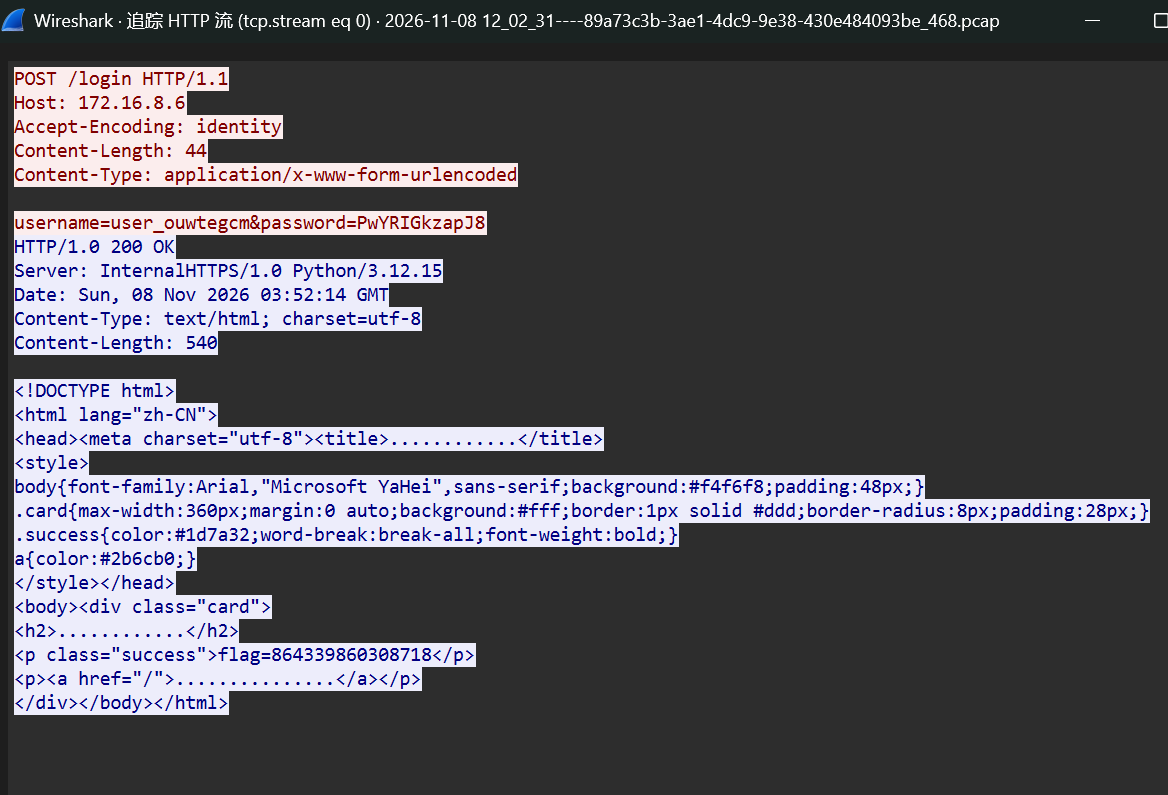 Wireshark · 追踪 HTTP 流 (tcp.stream eq 0) · 2026-11-08 12_02_31----89a73c3b-3ae1-4dc9-9e38-430e484093be_468.pcap
POST /login HTTP/1.1
Host: 172.16.8.6
Accept-Encoding: identity
Content-Length: 44
Content-Type: application/x-www-form-urlencoded
username=user_ouwtegcm&password=PwYRIGkzapJ8
HTTP/1.0 200 OK
Server: InternalHTTPS/1.0 Python/3.12.15
Date: Sun, 08 Nov 2026 03:52:14 GMT
Content-Type: text/html; charset=utf-8
Content-Length: 540
<!DOCTYPE html>
<html lang="zh-CN">
<head><meta charset="utf-8"><title>............</title>
<style>
body{font-family:Arial,"Microsoft YaHei",sans-serif;background:#f4f6f8;padding:48px;}
.card{max-width:360px;margin:0 auto;background:#fff;border:1px solid #ddd;border-radius:8px;padding:28px;}
.success{color:#1d7a32;word-break:break-all;font-weight:bold;}
a{color:#2b6cb0;}
</style></head>
<body><div class="card">
<h2>............</h2>
<p class="success">flag=864339860308718</p>
<p><a href="/">...............</a></p>
</div></body></html>